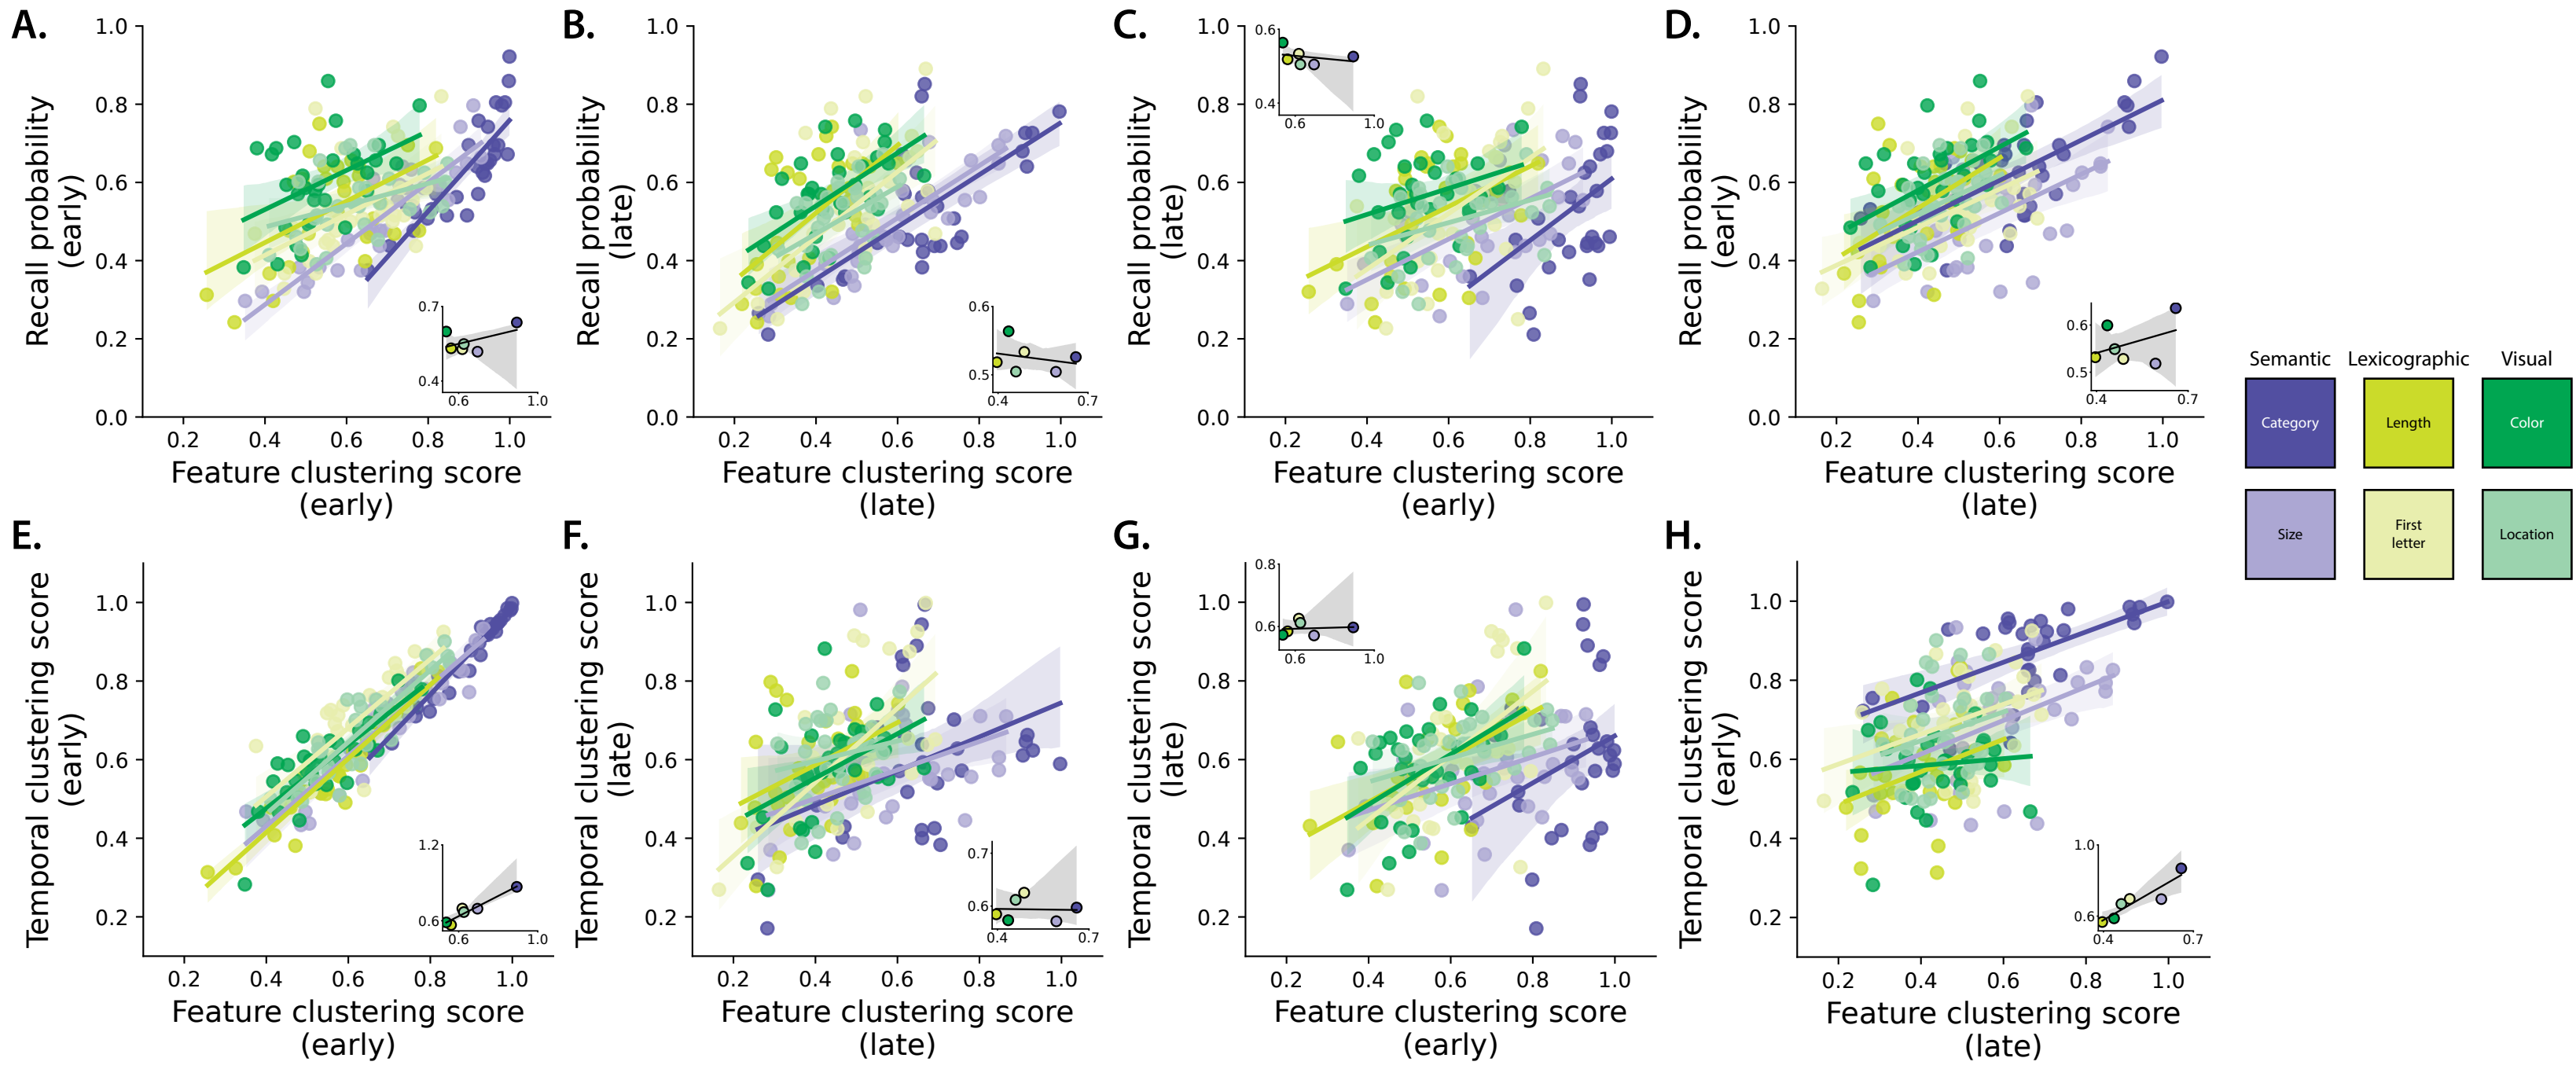 A.
1.0
0.8
0.6
0.4
0.2
0.0
Recall probability
(early)
0.7
0.4
0.6 1.0
0.2 0.4 0.6 0.8 1.0
Feature clustering score
(early)
B.
1.0
0.8
0.6
0.4
0.2
0.0
Recall probability
(late)
0.6
0.5
0.4 0.7
0.2 0.4 0.6 0.8 1.0
Feature clustering score
(late)
C.
1.0
0.8
0.6
0.4
0.2
0.0
Recall probability
(late)
0.6
0.4
0.6 1.0
0.2 0.4 0.6 0.8 1.0
Feature clustering score
(early)
D.
1.0
0.8
0.6
0.4
0.2
0.0
Recall probability
(early)
0.6
0.5
0.4 0.7
0.2 0.4 0.6 0.8 1.0
Feature clustering score
(late)
Semantic Lexicographic Visual
Category Length Color
Size First
letter Location
E.
1.0
0.8
0.6
0.4
0.2
Temporal clustering score
(early)
1.2
0.6
0.6 1.0
0.2 0.4 0.6 0.8 1.0
Feature clustering score
(early)
F.
1.0
0.8
0.6
0.4
0.2
Temporal clustering score
(late)
0.7
0.6
0.4 0.7
0.2 0.4 0.6 0.8 1.0
Feature clustering score
(late)
G.
1.0
0.8
0.6
0.4
0.2
Temporal clustering score
(late)
0.8
0.6
0.6 1.0
0.2 0.4 0.6 0.8 1.0
Feature clustering score
(early)
H.
1.0
0.8
0.6
0.4
0.2
Temporal clustering score
(early)
1.0
0.6
0.4 0.7
0.2 0.4 0.6 0.8 1.0
Feature clustering score
(late)